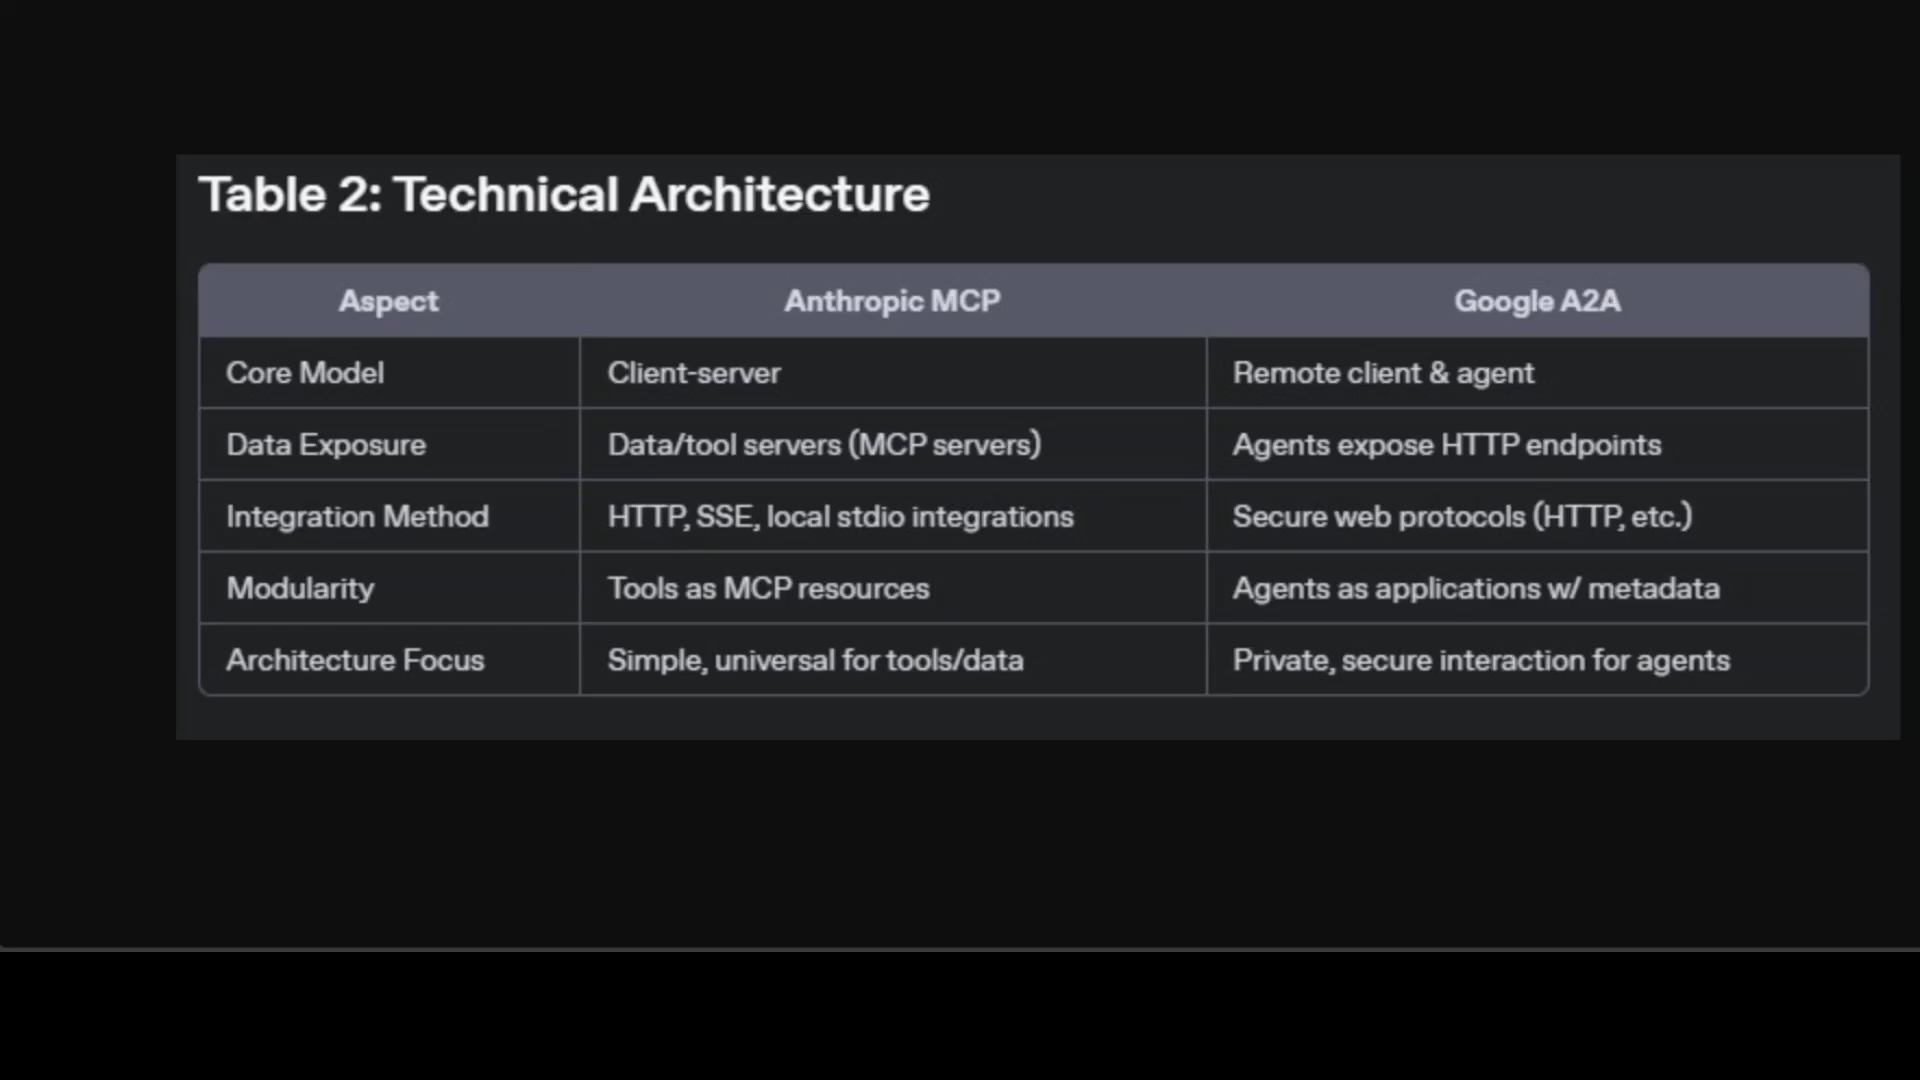 Table 2: Technical Architecture
Aspect Anthropic MCP Google A2A
Core Model Client-server Remote client & agent
Data Exposure Data/tool servers (MCP servers) Agents expose HTTP endpoints
Integration Method HTTP, SSE, local stdio integrations Secure web protocols (HTTP, etc.)
Modularity Tools as MCP resources Agents as applications w/ metadata
Architecture Focus Simple, universal for tools/data Private, secure interaction for agents